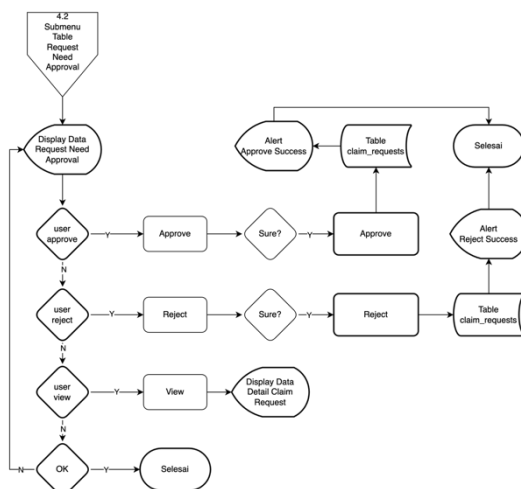 4.2
Submenu
Table
Request
Need
Approval
Display Data
Request Need
Approval
Alert
Approve Success
Table
claim_requests
Selesai
user
approve
Y
Approve
Sure?
Y
Approve
Alert
Reject Success
N
user
reject
Y
Reject
Sure?
Y
Reject
Table
claim_requests
N
user
view
Y
View
Display Data
Detail Claim
Request
N
N
OK
Y
Selesai